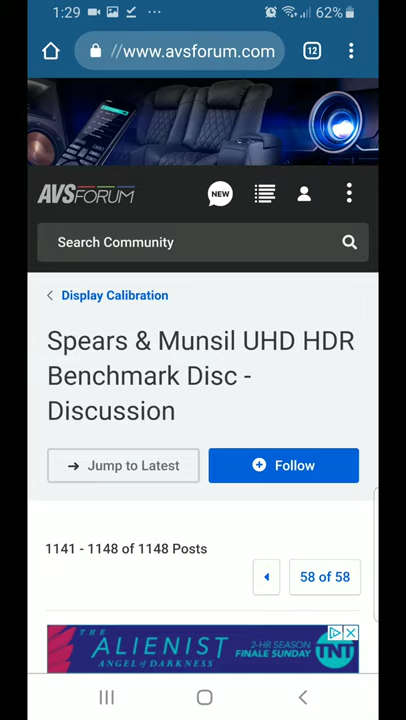 1:29 ... 62%
//www.avsforum.com 12
AVSFORUM NEW
Search Community
Display Calibration
Spears & Munsil UHD HDR
Benchmark Disc -
Discussion
Jump to Latest
Follow
1141 - 1148 of 1148 Posts
58 of 58
THE
ALIENIST
ANGEL of DARKNESS
2-HR SEASON
FINALE SUNDAY
TNT